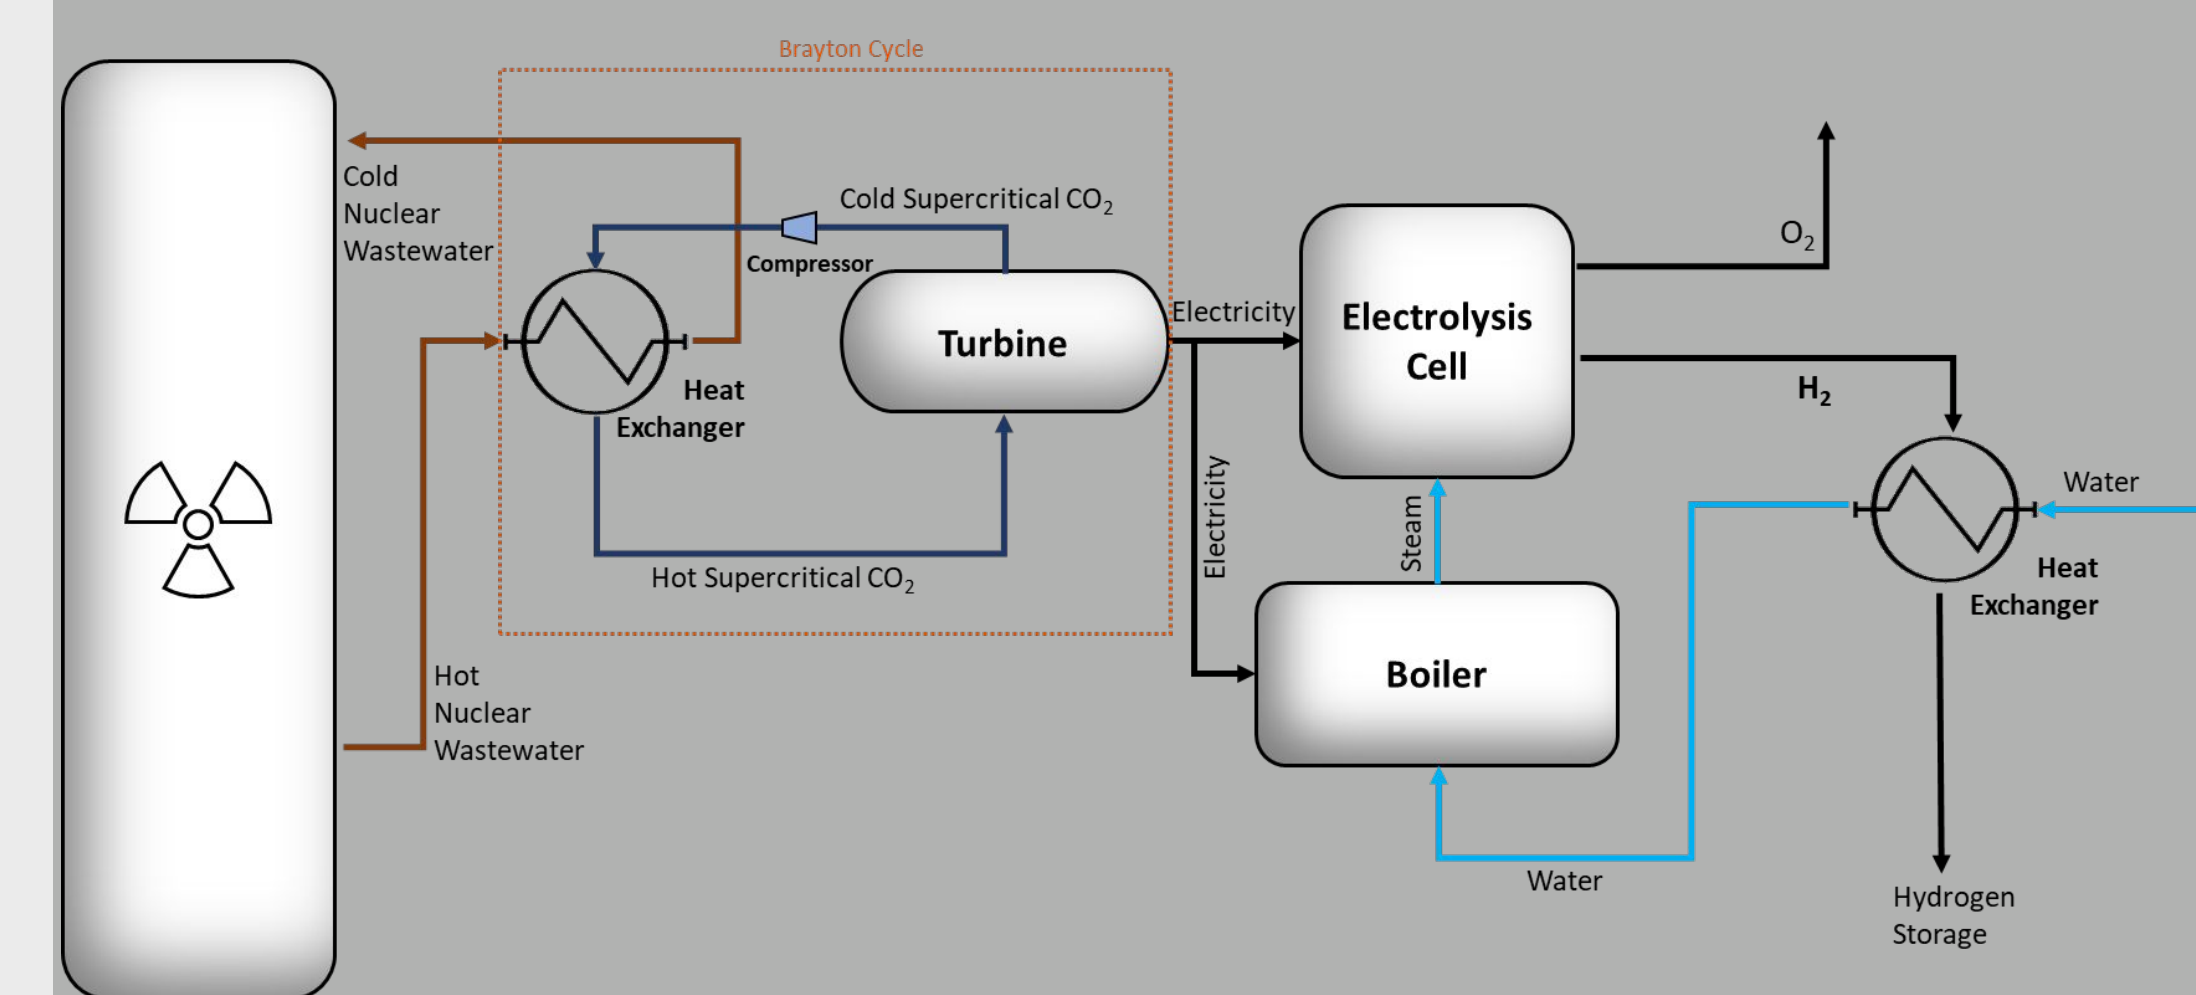 Brayton Cycle
Cold
Nuclear
Wastewater
Cold Supercritical CO₂
Compressor
Turbine
Heat
Exchanger
Hot Supercritical CO₂
Hot
Nuclear
Wastewater
Electricity
Electricity
Electrolysis
Cell
Steam
Boiler
Water
O₂
H₂
Water
Heat
Exchanger
Hydrogen
Storage